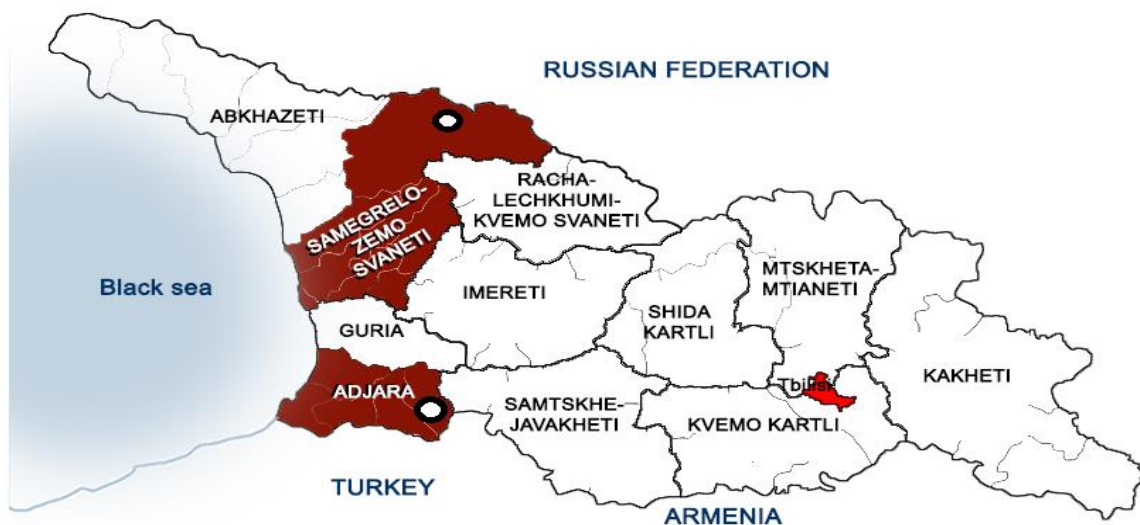 RUSSIAN FEDERATION
ABKHAZETI
RACHA-
LECHKHUMI-
KVEMO SVANETI
SAMEGRELO-
ZEMO
SVANETI
MTSKHETA-
MTIANETI
Black sea
IMERETI
SHIDA
KARTLI
GURIA
KAKHETI
Tbilisi
ADJARA
SAMTSKHE-
JAVAKHETI
KVEMO KARTLI
TURKEY
ARMENIA